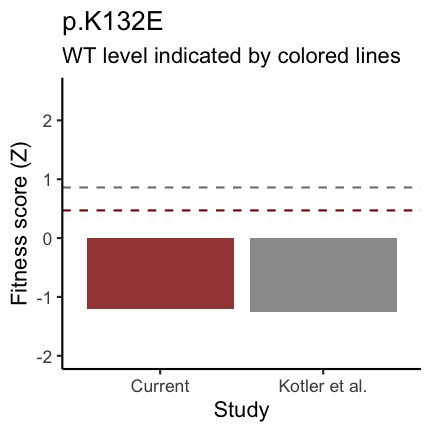 p.K132E
WT level indicated by colored lines
Fitness score (Z)
2
1
0
-1
-2
Current
Kotler et al.
Study